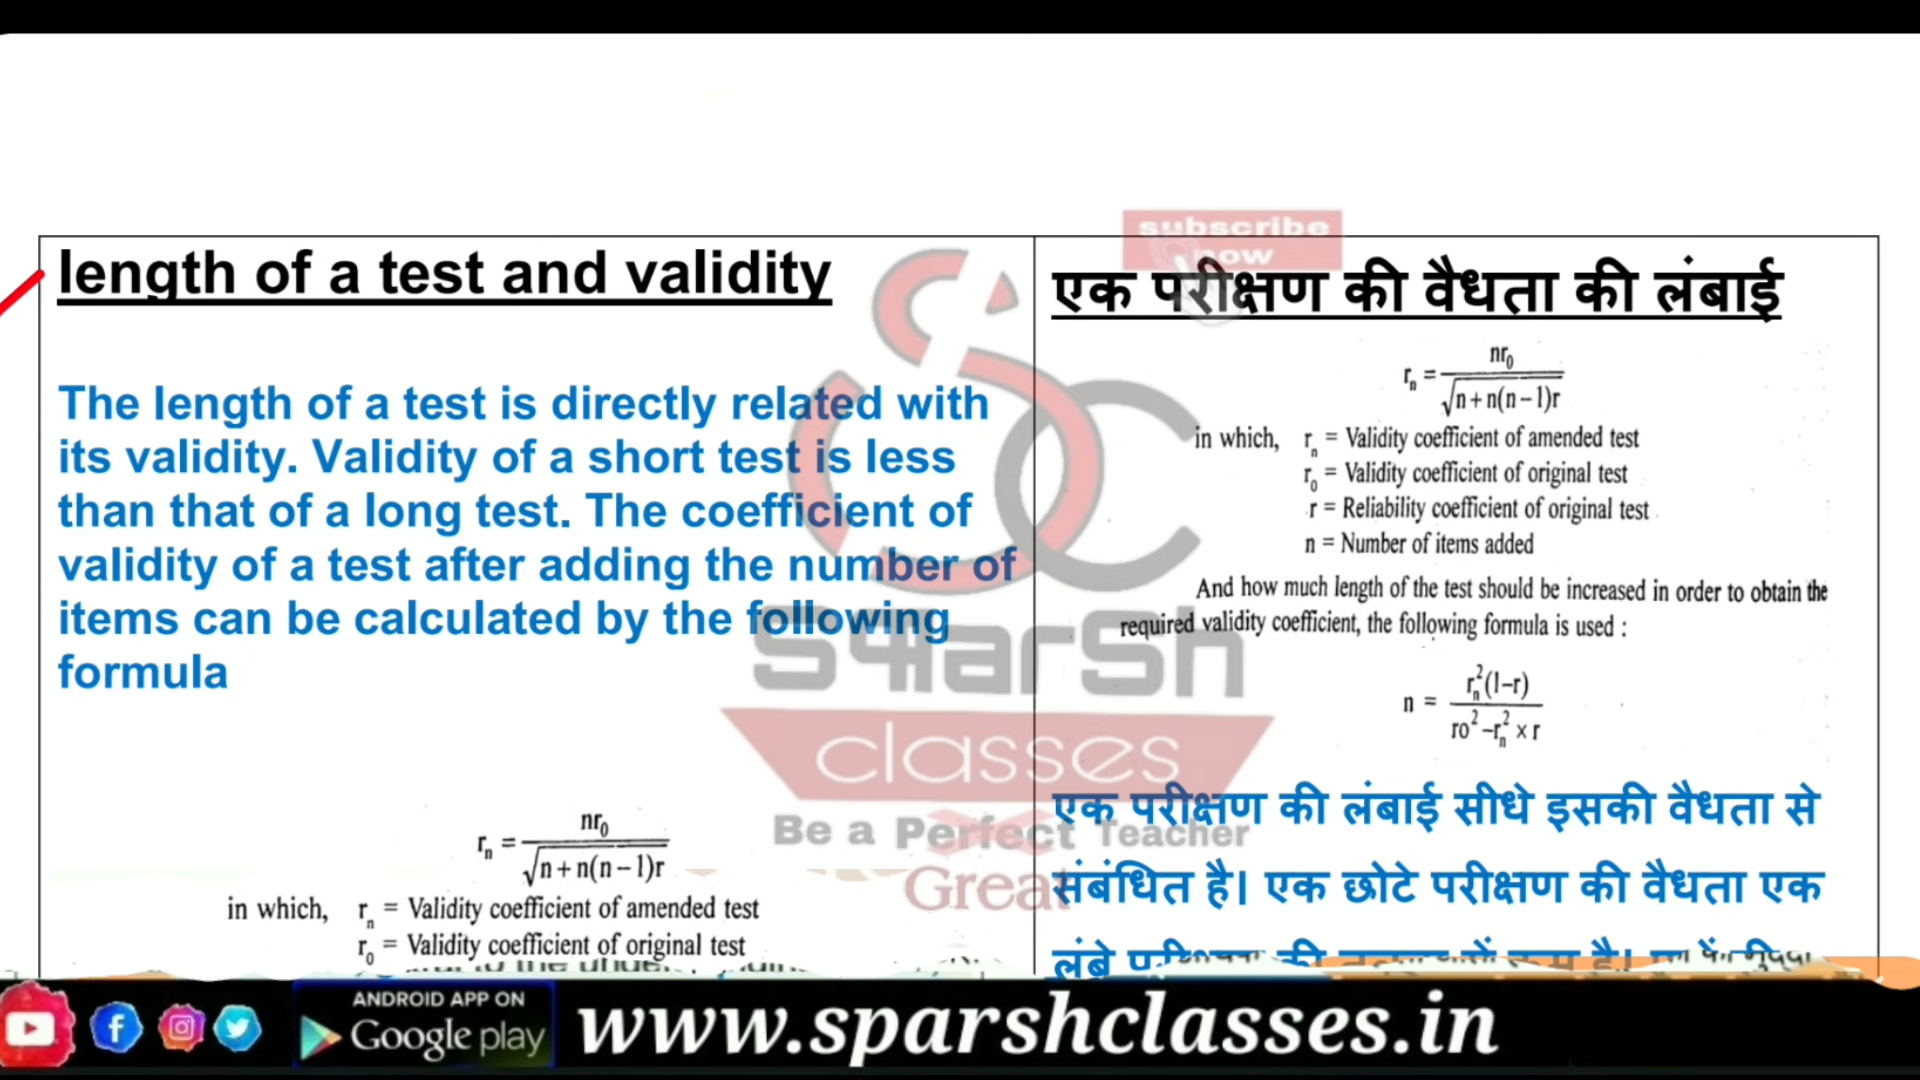 subscribe
now
length of a test and validity
The length of a test is directly related with
its validity. Validity of a short test is less
than that of a long test. The coefficient of
validity of a test after adding the number of
items can be calculated by the following
formula
rₙ = nr₀ / √n + n(n – 1)r
in which, rₙ = Validity coefficient of amended test
r₀ = Validity coefficient of original test
एक परीक्षण की वैधता की लंबाई
rₙ = nr₀ / √n + n(n – 1)r
in which, rₙ = Validity coefficient of amended test
r₀ = Validity coefficient of original test
r = Reliability coefficient of original test
n = Number of items added
And how much length of the test should be increased in order to obtain the
required validity coefficient, the following formula is used :
n = rₙ²(1–r) / ro² –rₙ² × r
एक परीक्षण की लंबाई सीधे इसकी वैधता से
संबंधित है। एक छोटे परीक्षण की वैधता एक
लंबे
Sparsh
classes
Be a Perfect Teacher
Great
ANDROID APP ON
Google play
www.sparshclasses.in